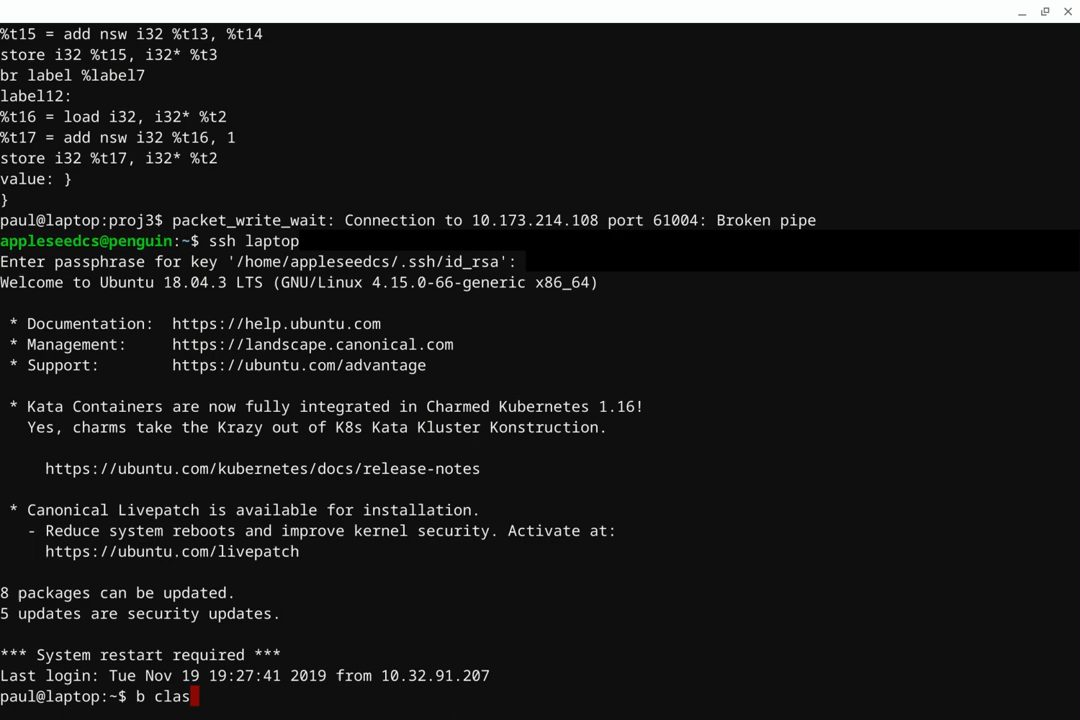 %t15 = add nsw i32 %t13, %t14
store i32 %t15, i32* %t3
br label %label7
label12:
%t16 = load i32, i32* %t2
%t17 = add nsw i32 %t16, 1
store i32 %t17, i32* %t2
value: }
}
paul@laptop:proj3$ packet_write_wait: Connection to 10.173.214.108 port 61004: Broken pipe
appleseedcs@penguin:~$ ssh laptop
Enter passphrase for key '/home/appleseedcs/.ssh/id_rsa':
Welcome to Ubuntu 18.04.3 LTS (GNU/Linux 4.15.0-66-generic x86_64)

 * Documentation:  https://help.ubuntu.com
 * Management:     https://landscape.canonical.com
 * Support:        https://ubuntu.com/advantage

 * Kata Containers are now fully integrated in Charmed Kubernetes 1.16!
   Yes, charms take the Krazy out of K8s Kata Kluster Konstruction.

     https://ubuntu.com/kubernetes/docs/release-notes

 * Canonical Livepatch is available for installation.
   - Reduce system reboots and improve kernel security. Activate at:
     https://ubuntu.com/livepatch

8 packages can be updated.
5 updates are security updates.

*** System restart required ***
Last login: Tue Nov 19 19:27:41 2019 from 10.32.91.207
paul@laptop:~$ b clas